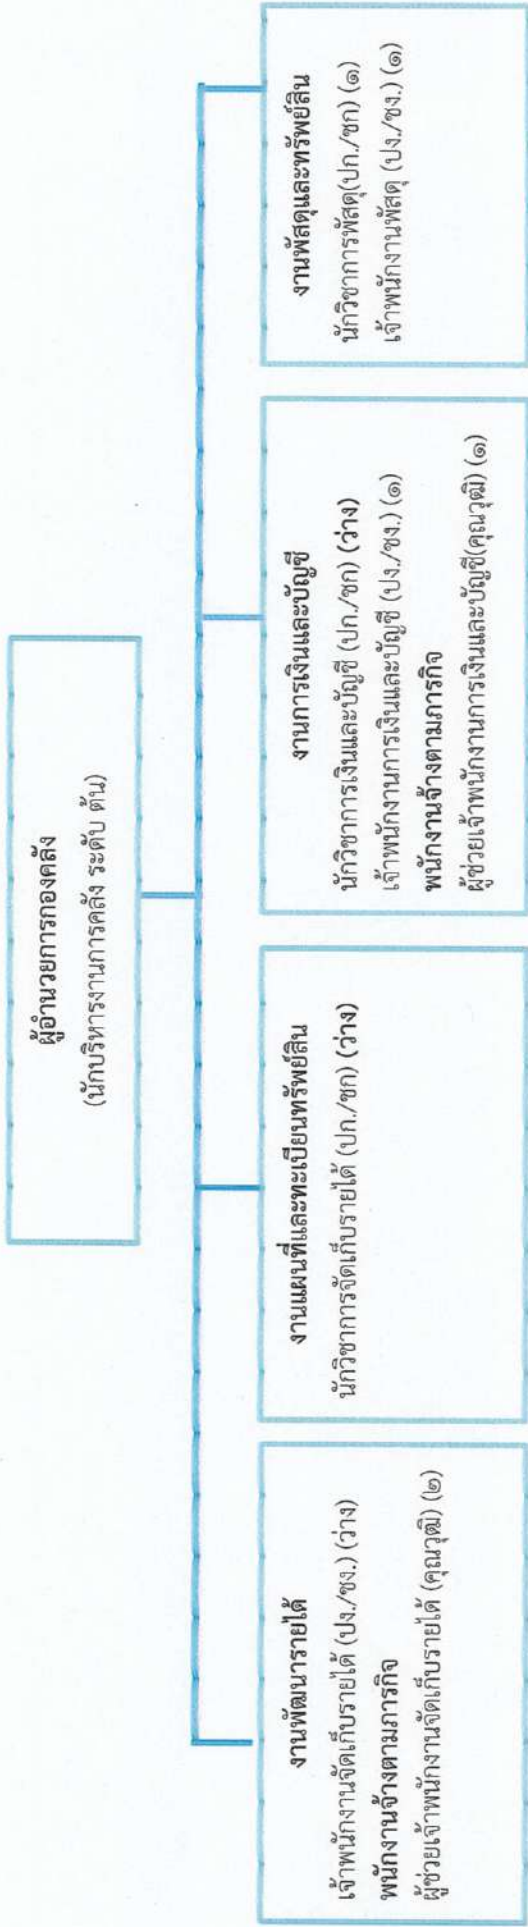 ผู้อำนวยการกองคลัง
(นักบริหารงานการคลัง ระดับ ต้น)
งานพัฒนารายได้
เจ้าพนักงานจัดเก็บรายได้ (ปง./ชง.) (ว่าง)
พนักงานจ้างตามภารกิจ
ผู้ช่วยเจ้าพนักงานจัดเก็บรายได้ (คุณวุฒิ) (๒)
งานแผนที่และทะเบียนทรัพย์สิน
นักวิชาการจัดเก็บรายได้ (ปก./ชก) (ว่าง)
งานการเงินและบัญชี
นักวิชาการเงินและบัญชี (ปก./ชก) (ว่าง)
เจ้าพนักงานการเงินและบัญชี (ปง./ชง.) (๑)
พนักงานจ้างตามภารกิจ
ผู้ช่วยเจ้าพนักงานการเงินและบัญชี(คุณวุฒิ) (๑)
งานพัสดุและทรัพย์สิน
นักวิชาการพัสดุ(ปก./ชก) (๑)
เจ้าพนักงานพัสดุ (ปง./ชง.) (๑)